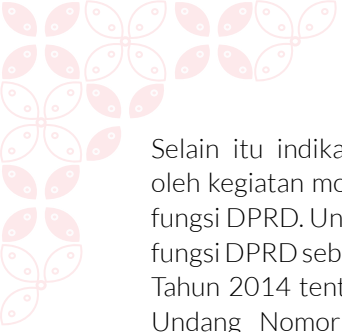 Selain itu indika
oleh kegiatan mo
fungsi DPRD. Un
fungsi DPRD seb
Tahun 2014 tent
Undang Nomor